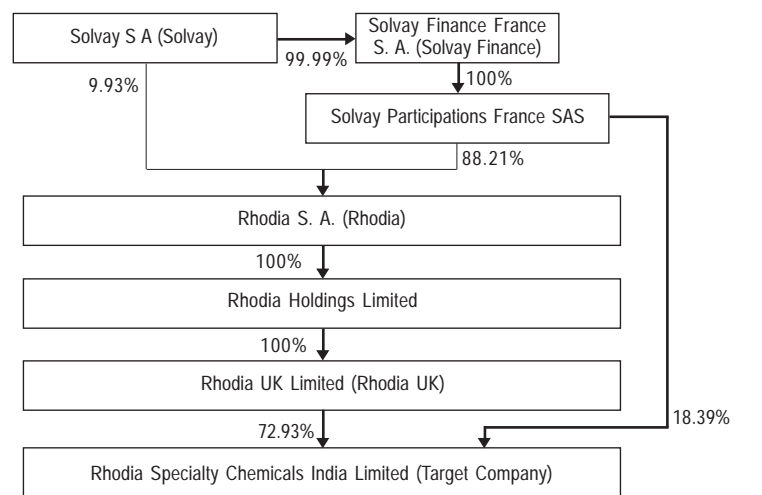 Solvay S A (Solvay)
Solvay Finance France
S. A. (Solvay Finance)
99.99%
9.93%
100%
Solvay Participations France SAS
88.21%
Rhodia S. A. (Rhodia)
100%
Rhodia Holdings Limited
100%
Rhodia UK Limited (Rhodia UK)
18.39%
72.93%
Rhodia Specialty Chemicals India Limited (Target Company)